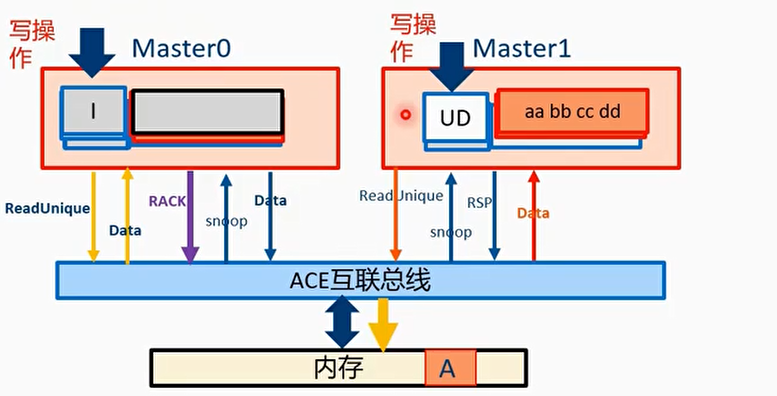 写操
作
Master0
写操
作
Master1
I
UD
aa bb cc dd
ReadUnique
Data
RACK
snoop
Data
ReadUnique
snoop
RSP
Data
ACE互联总线
内存
A